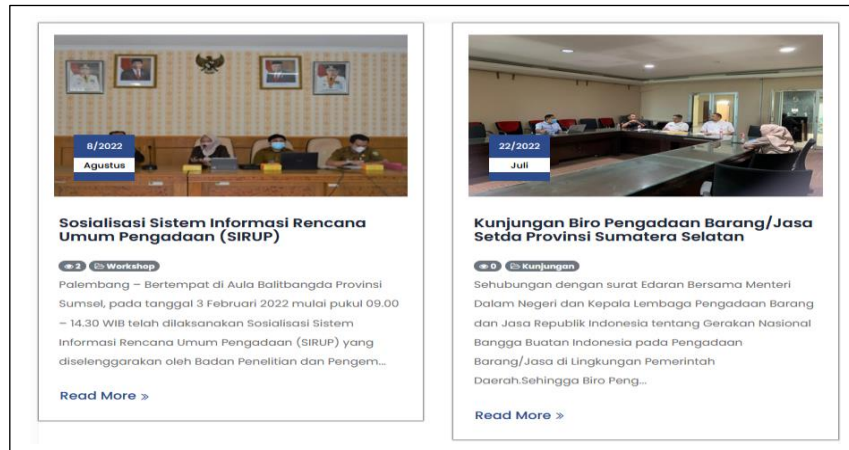 8/2022
Agustus
Sosialisasi Sistem Informasi Rencana
Umum Pengadaan (SIRUP)
2 Workshop
Palembang – Bertempat di Aula Balitbangda Provinsi
Sumsel, pada tanggal 3 Februari 2022 mulai pukul 09.00
– 14.30 WIB telah dilaksanakan Sosialisasi Sistem
Informasi Rencana Umum Pengadaan (SIRUP) yang
diselenggarakan oleh Badan Penelitian dan Pengem...
Read More »
22/2022
Juli
Kunjungan Biro Pengadaan Barang/Jasa
Setda Provinsi Sumatera Selatan
0 Kunjungan
Sehubungan dengan surat Edaran Bersama Menteri
Dalam Negeri dan Kepala Lembaga Pengadaan Barang
dan Jasa Republik Indonesia tentang Gerakan Nasional
Bangga Buatan Indonesia pada Pengadaan
Barang/Jasa di Lingkungan Pemerintah
Daerah.Sehingga Biro Peng...
Read More »